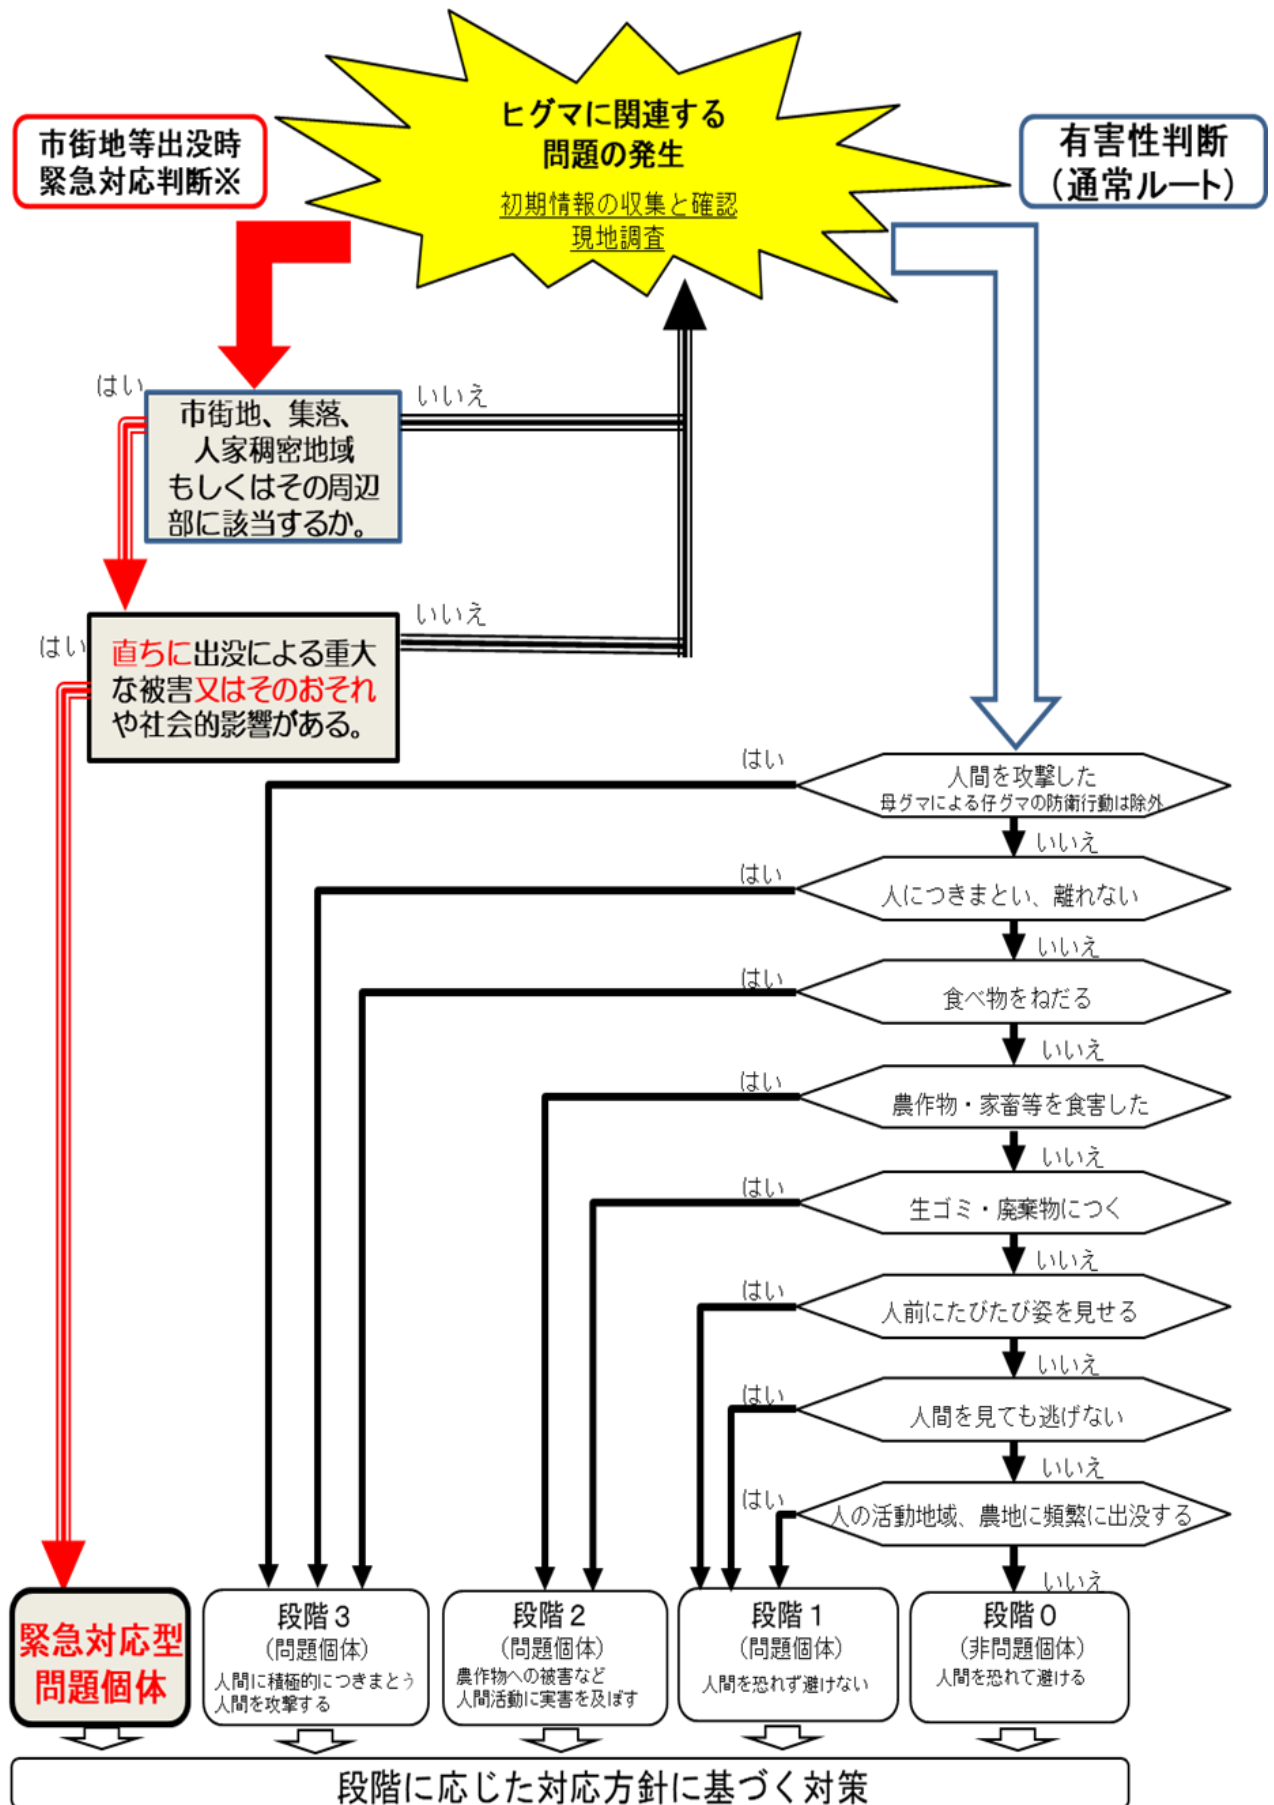 ヒグマに関連する
問題の発生
初期情報の収集と確認
現地調査
市街地等出没時
緊急対応判断※
有害性判断
（通常ルート）
はい
いいえ
市街地、集落、
人家稠密地域
もしくはその周辺
部に該当するか。
はい
いいえ
直ちに出没による重大
な被害又はそのおそれ
や社会的影響がある。
はい
人間を攻撃した
母グマによる仔グマの防衛行動は除外
いいえ
はい
人につきまとい、離れない
いいえ
はい
食べ物をねだる
いいえ
はい
農作物・家畜等を食害した
いいえ
はい
生ゴミ・廃棄物につく
いいえ
はい
人前にたびたび姿を見せる
いいえ
はい
人間を見ても逃げない
いいえ
はい
人の活動地域、農地に頻繁に出没する
いいえ
緊急対応型
問題個体
段階３
（問題個体）
人間に積極的につきまとう
人間を攻撃する
段階２
（問題個体）
農作物への被害など
人間活動に実害を及ぼす
段階１
（問題個体）
人間を恐れず避けない
段階０
（非問題個体）
人間を恐れて避ける
段階に応じた対応方針に基づく対策